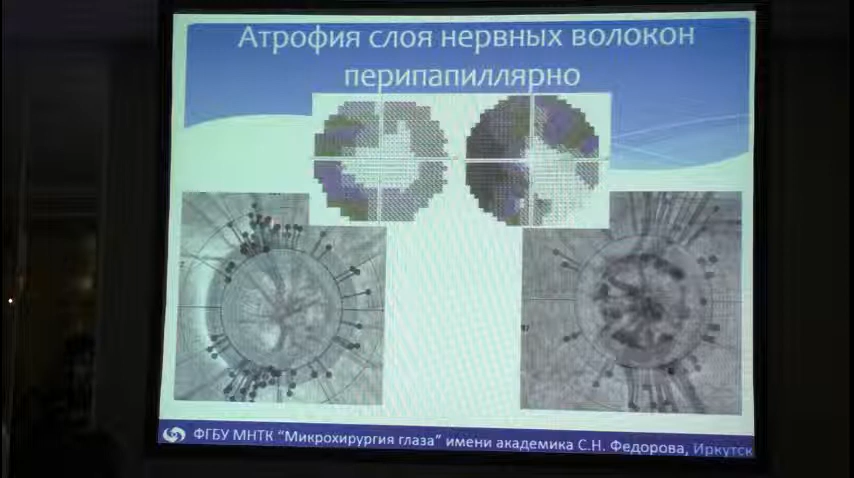 Атрофия слоя нервных волокон
перипапиллярно
ФГБУ МНТК "Микрохирургия глаза" имени академика С.Н. Федорова, Иркутск